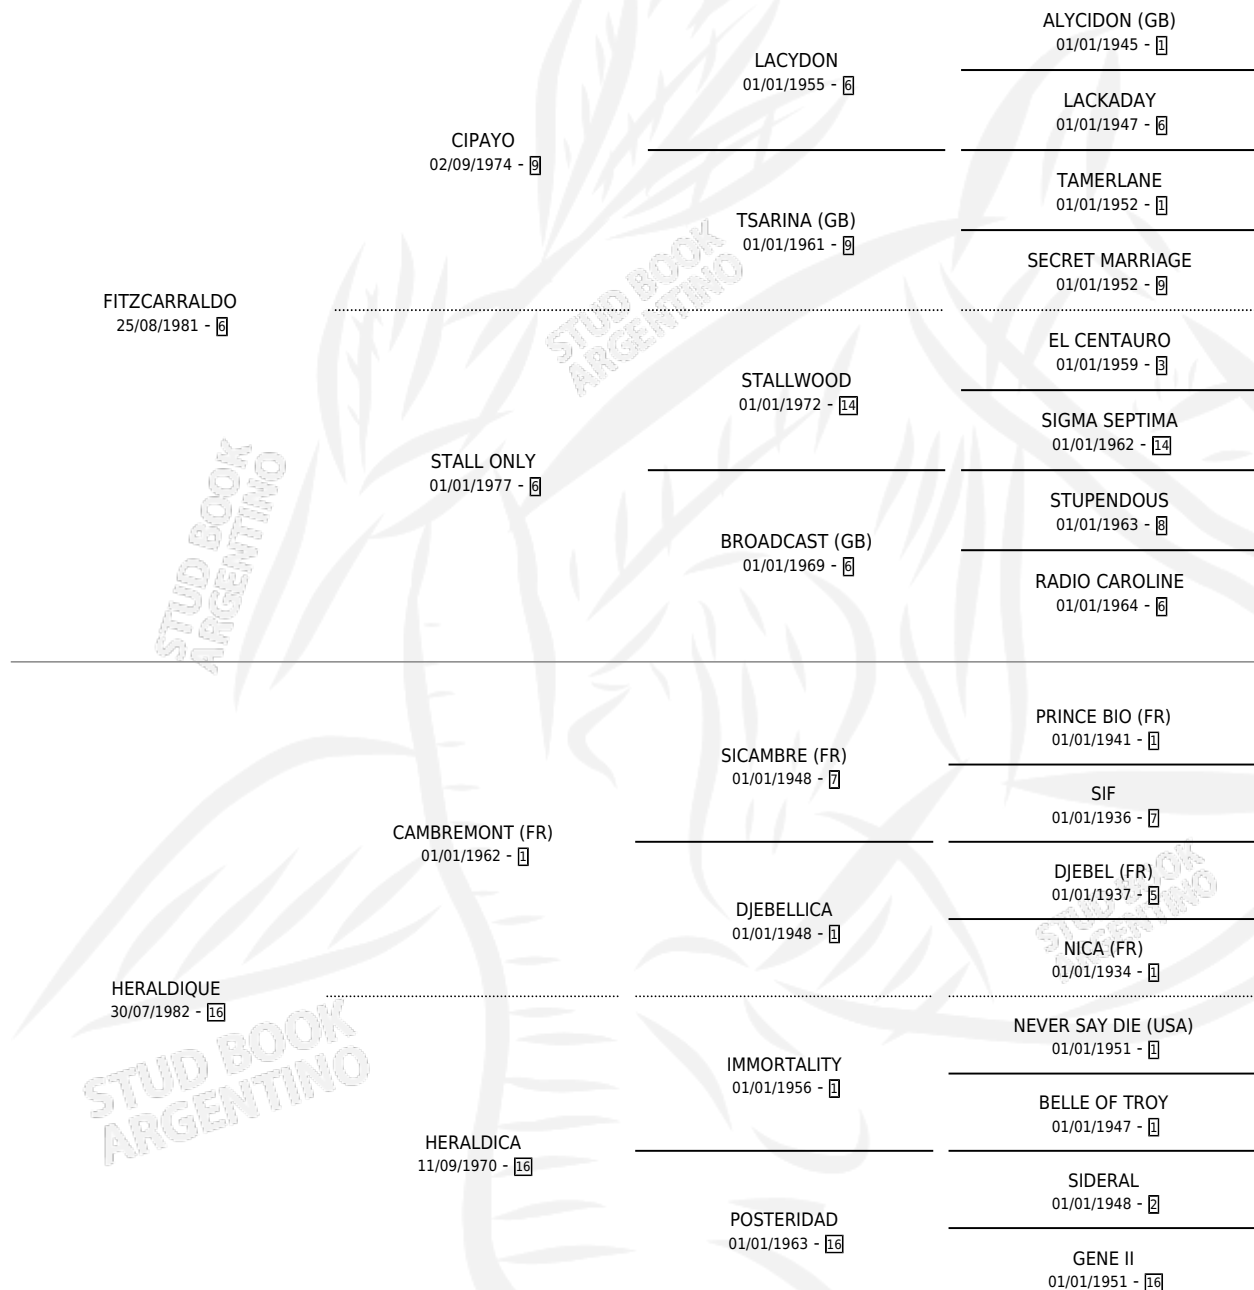 ALYCIDON (GB)
01/01/1945 - 1
LACYDON
01/01/1955 - 6
LACKADAY
01/01/1947 - 6
CIPAYO
02/09/1974 - 9
TAMERLANE
01/01/1952 - 1
TSARINA (GB)
01/01/1961 - 9
SECRET MARRIAGE
01/01/1952 - 9
FITZCARRALDO
25/08/1981 - 6
STUD BOOK
ARGENTINO
EL CENTAURO
01/01/1959 - 3
STALLWOOD
01/01/1972 - 14
SIGMA SEPTIMA
01/01/1962 - 14
STALL ONLY
01/01/1977 - 6
STUPENDOUS
01/01/1963 - 8
BROADCAST (GB)
01/01/1969 - 6
RADIO CAROLINE
01/01/1964 - 6
STUD BOOK
ARGENTINO
PRINCE BIO (FR)
01/01/1941 - 1
SICAMBRE (FR)
01/01/1948 - 7
SIF
01/01/1936 - 7
CAMBREMONT (FR)
01/01/1962 - 1
DJEBEL (FR)
01/01/1937 - 5
DJEBELLICA
01/01/1948 - 1
STUD BOOK
ARGENTINO
NICA (FR)
01/01/1934 - 1
HERALDIQUE
30/07/1982 - 16
STUD BOOK
ARGENTINO
NEVER SAY DIE (USA)
01/01/1951 - 1
IMMORTALITY
01/01/1956 - 1
BELLE OF TROY
01/01/1947 - 1
HERALDICA
11/09/1970 - 16
SIDERAL
01/01/1948 - 2
POSTERIDAD
01/01/1963 - 16
GENE II
01/01/1951 - 16